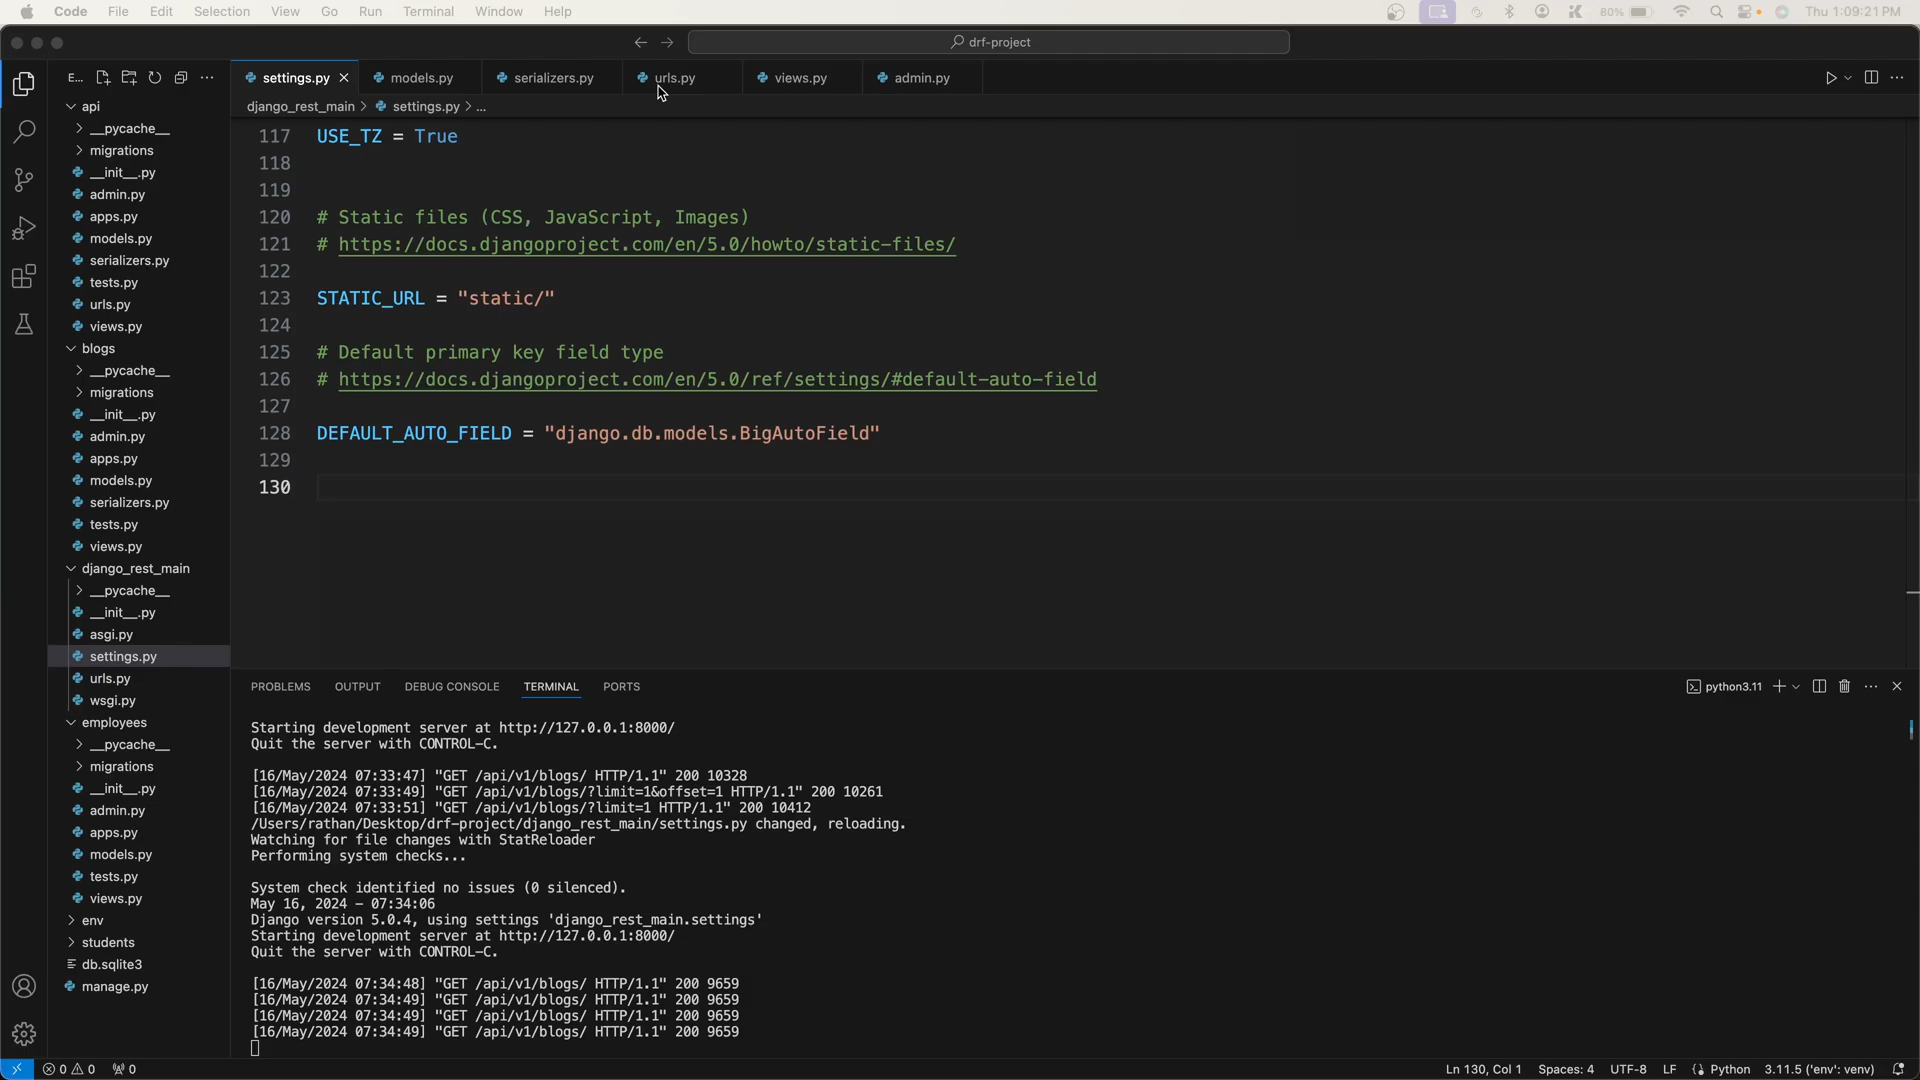 Code File Edit Selection View Go Run Terminal Window Help 80% Thu 1:09:21 PM
drf-project
E... settings.py models.py serializers.py urls.py views.py admin.py
django_rest_main > settings.py > ...
api
__pycache__
migrations
__init__.py
admin.py
apps.py
models.py
serializers.py
tests.py
urls.py
views.py
blogs
__pycache__
migrations
__init__.py
admin.py
apps.py
models.py
serializers.py
tests.py
views.py
django_rest_main
__pycache__
__init__.py
asgi.py
settings.py
urls.py
wsgi.py
employees
__pycache__
migrations
__init__.py
admin.py
apps.py
models.py
tests.py
views.py
env
students
db.sqlite3
manage.py
117 USE_TZ = True
118
119
120 # Static files (CSS, JavaScript, Images)
121 # https://docs.djangoproject.com/en/5.0/howto/static-files/
122
123 STATIC_URL = "static/"
124
125 # Default primary key field type
126 # https://docs.djangoproject.com/en/5.0/ref/settings/#default-auto-field
127
128 DEFAULT_AUTO_FIELD = "django.db.models.BigAutoField"
129
130
PROBLEMS OUTPUT DEBUG CONSOLE TERMINAL PORTS python3.11
Starting development server at http://127.0.0.1:8000/
Quit the server with CONTROL-C.
[16/May/2024 07:33:47] "GET /api/v1/blogs/ HTTP/1.1" 200 10328
[16/May/2024 07:33:49] "GET /api/v1/blogs/?limit=1&offset=1 HTTP/1.1" 200 10261
[16/May/2024 07:33:51] "GET /api/v1/blogs/?limit=1 HTTP/1.1" 200 10412
/Users/rathan/Desktop/drf-project/django_rest_main/settings.py changed, reloading.
Watching for file changes with StatReloader
Performing system checks...
System check identified no issues (0 silenced).
May 16, 2024 - 07:34:06
Django version 5.0.4, using settings 'django_rest_main.settings'
Starting development server at http://127.0.0.1:8000/
Quit the server with CONTROL-C.
[16/May/2024 07:34:48] "GET /api/v1/blogs/ HTTP/1.1" 200 9659
[16/May/2024 07:34:49] "GET /api/v1/blogs/ HTTP/1.1" 200 9659
[16/May/2024 07:34:49] "GET /api/v1/blogs/ HTTP/1.1" 200 9659
[16/May/2024 07:34:49] "GET /api/v1/blogs/ HTTP/1.1" 200 9659
0 0 0 Ln 130, Col 1 Spaces: 4 UTF-8 LF Python 3.11.5 ('env': venv)